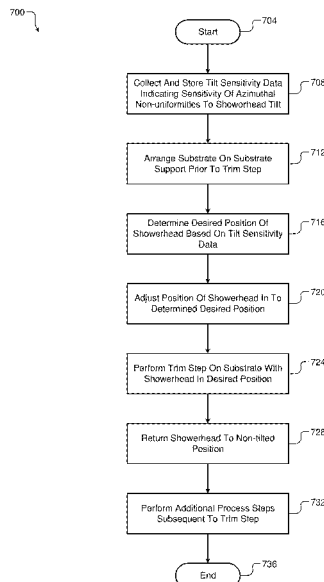 700
Start
704
Collect And Store Tilt Sensitivity Data
Indicating Sensitivity Of Azimuthal
Non-uniformities To Showerhead Tilt
708
Arrange Substrate On Substrate
Support Prior To Trim Step
712
Determine Desired Position Of
Showerhead Based On Tilt Sensitivity
Data
716
Adjust Position Of Showerhead In To
Determined Desired Position
720
Perform Trim Step On Substrate With
Showerhead In Desired Position
724
Return Showerhead To Non-tilted
Position
728
Perform Additional Process Steps
Subsequent To Trim Step
732
End
736